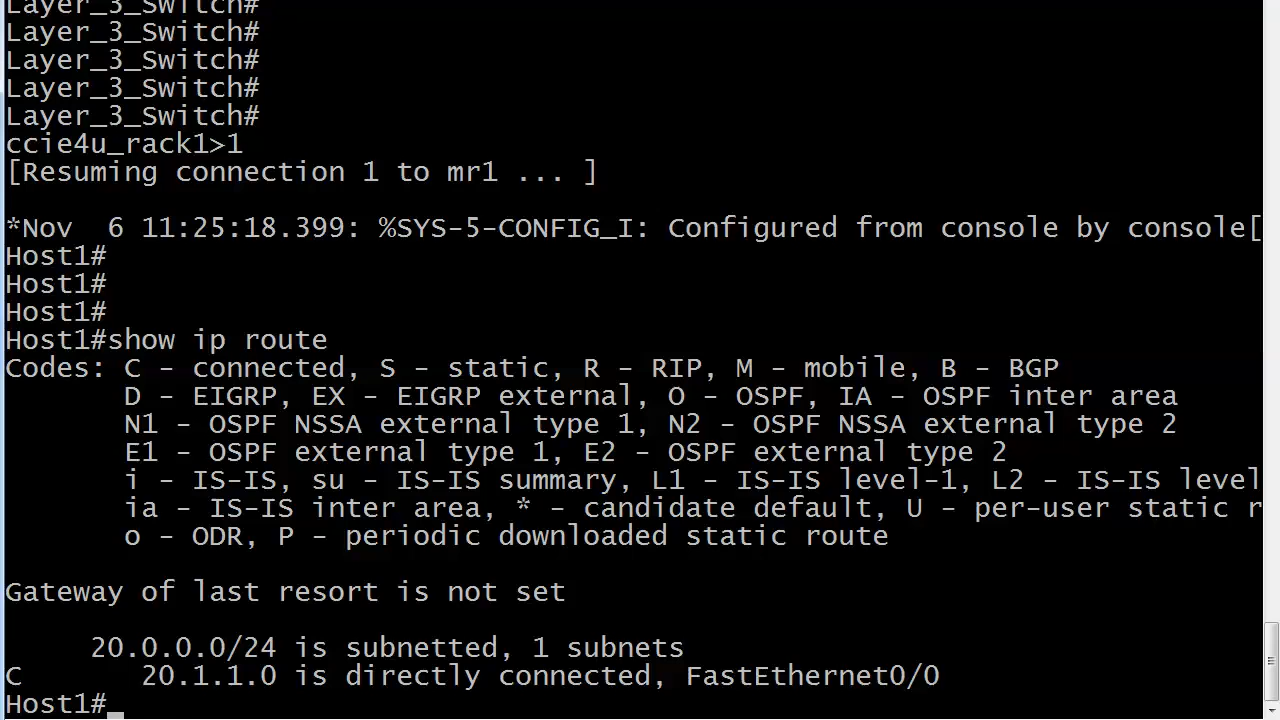 Layer_3_Switch#
Layer_3_Switch#
Layer_3_Switch#
Layer_3_Switch#
Layer_3_Switch#
ccie4u_rack1>1
[Resuming connection 1 to mr1 ... ]
*Nov  6 11:25:18.399: %SYS-5-CONFIG_I: Configured from console by console[
Host1#
Host1#
Host1#
Host1#show ip route
Codes: C - connected, S - static, R - RIP, M - mobile, B - BGP
D - EIGRP, EX - EIGRP external, O - OSPF, IA - OSPF inter area
N1 - OSPF NSSA external type 1, N2 - OSPF NSSA external type 2
E1 - OSPF external type 1, E2 - OSPF external type 2
i - IS-IS, su - IS-IS summary, L1 - IS-IS level-1, L2 - IS-IS level
ia - IS-IS inter area, * - candidate default, U - per-user static r
o - ODR, P - periodic downloaded static route
Gateway of last resort is not set
20.0.0.0/24 is subnetted, 1 subnets
C       20.1.1.0 is directly connected, FastEthernet0/0
Host1#